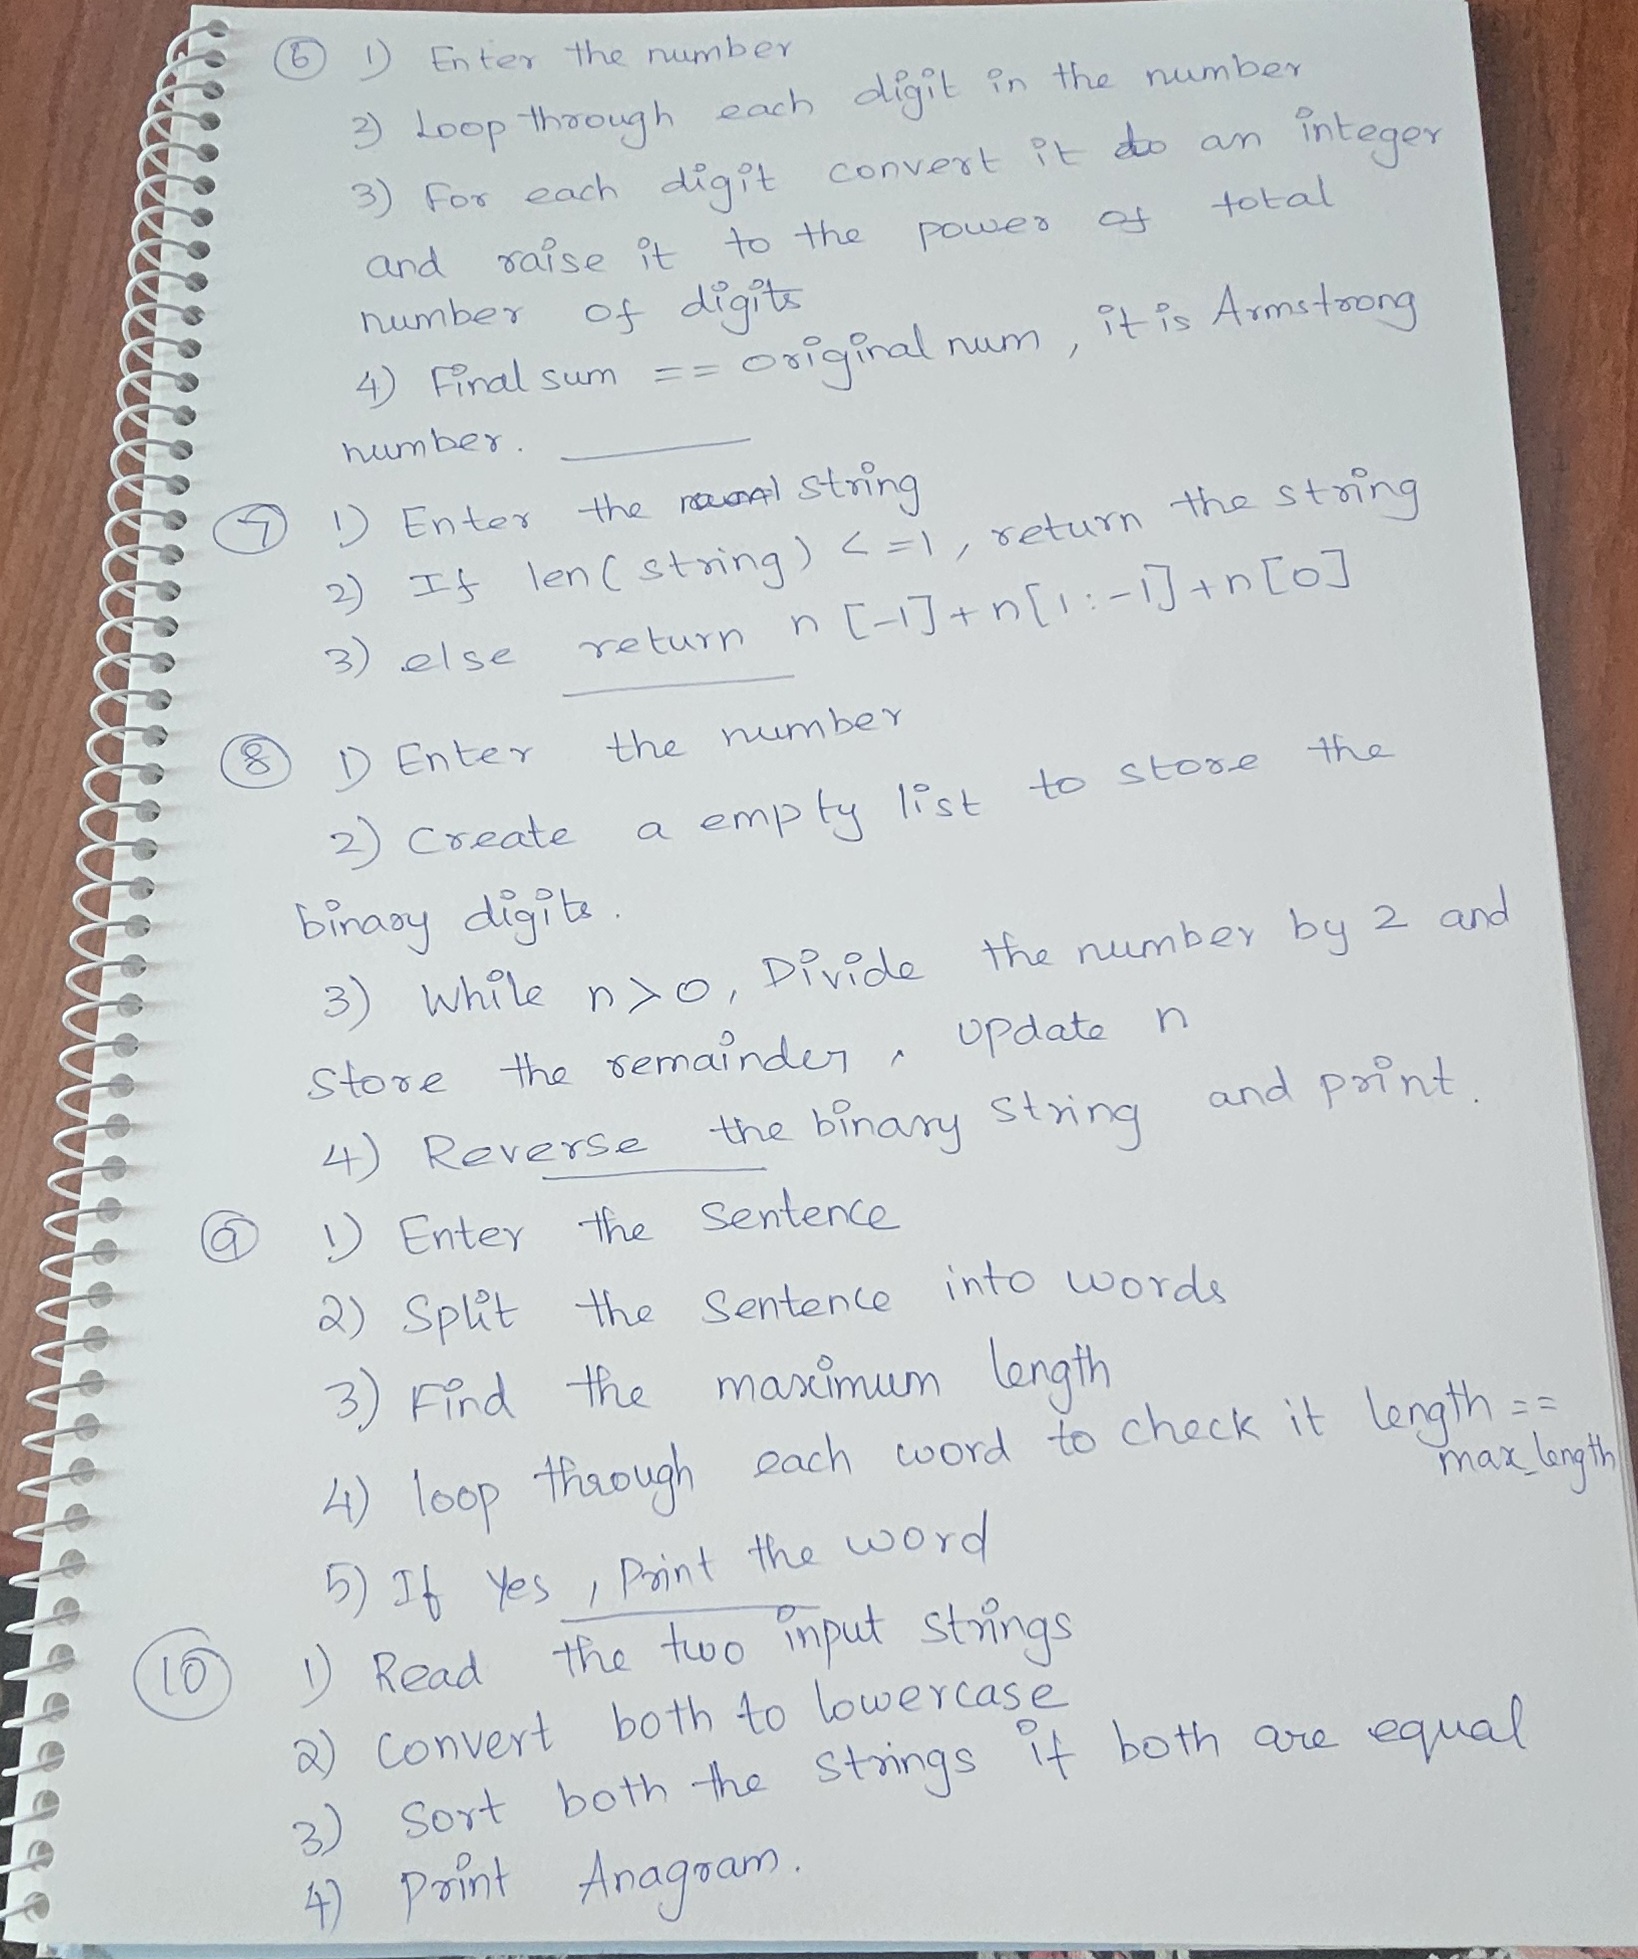 6 1) Enter the number
2) Loop through each digit in the number
3) For each digit convert it to an integer
and raise it to the power of total
number of digits
4) Final sum == original num, it is Armstrong
number.
7 1) Enter the string
2) If len(string) <=1, return the string
3) else return n[-1]+n[1:-1]+n[0]
8 1) Enter the number
2) Create a empty list to store the
binary digits.
3) While n>0, Divide the number by 2 and
store the remainder, update n
4) Reverse the binary string and print.
9 1) Enter the sentence
2) Split the sentence into words
3) Find the maximum length
4) loop through each word to check it length ==
max_length
5) If Yes, Print the word
10 1) Read the two input strings
2) Convert both to lowercase
3) Sort both the strings if both are equal
4) Print Anagram.